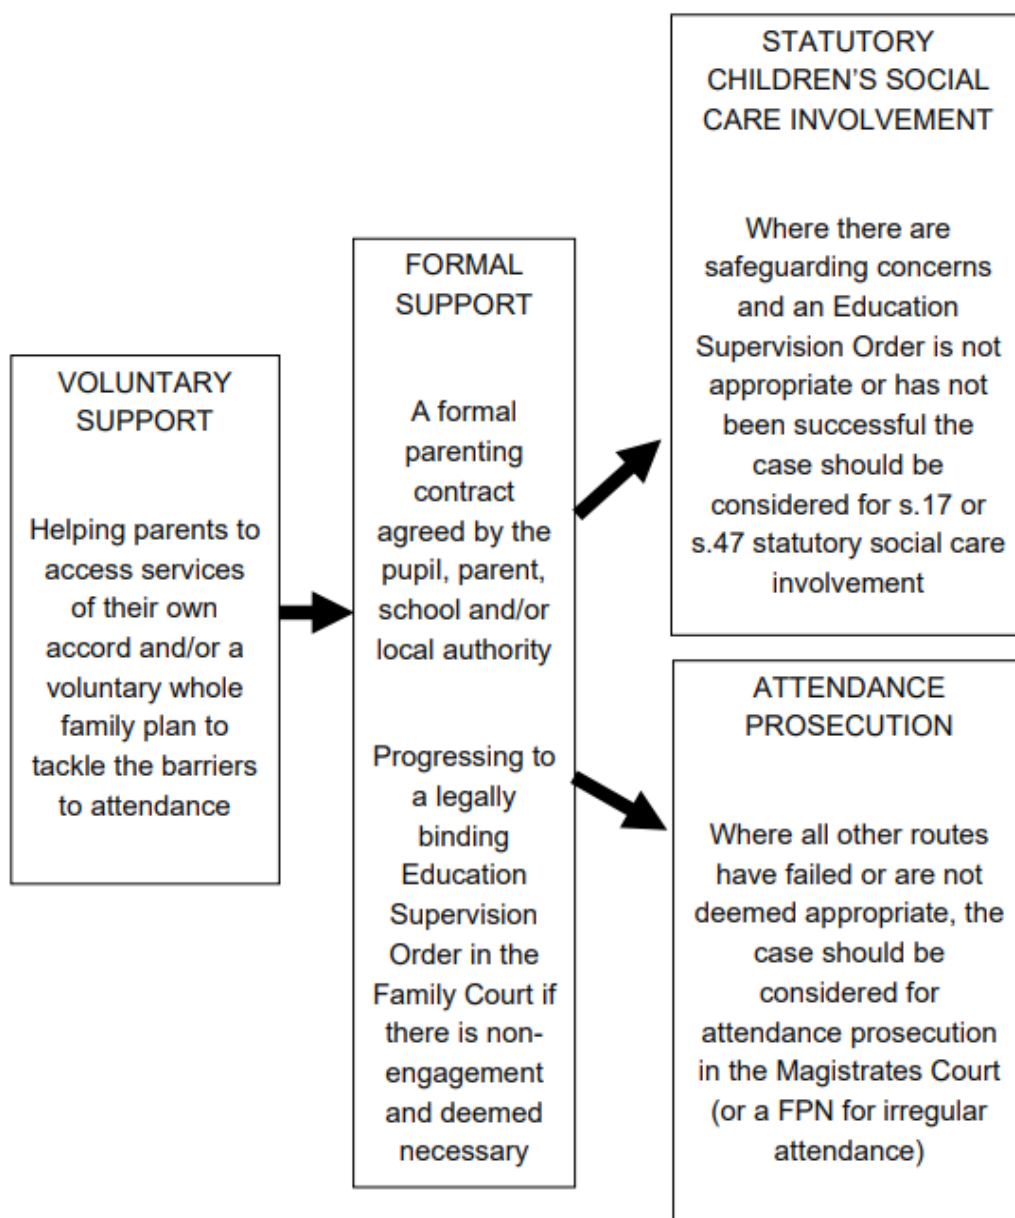 VOLUNTARY
SUPPORT
Helping parents to
access services
of their own
accord and/or a
voluntary whole
family plan to
tackle the barriers
to attendance
FORMAL
SUPPORT
A formal
parenting
contract
agreed by the
pupil, parent,
school and/or
local authority
Progressing to
a legally
binding
Education
Supervision
Order in the
Family Court if
there is non-
engagement
and deemed
necessary
STATUTORY
CHILDREN’S SOCIAL
CARE INVOLVEMENT
Where there are
safeguarding concerns
and an Education
Supervision Order is not
appropriate or has not
been successful the
case should be
considered for s.17 or
s.47 statutory social care
involvement
ATTENDANCE
PROSECUTION
Where all other routes
have failed or are not
deemed appropriate, the
case should be
considered for
attendance prosecution
in the Magistrates Court
(or a FPN for irregular
attendance)